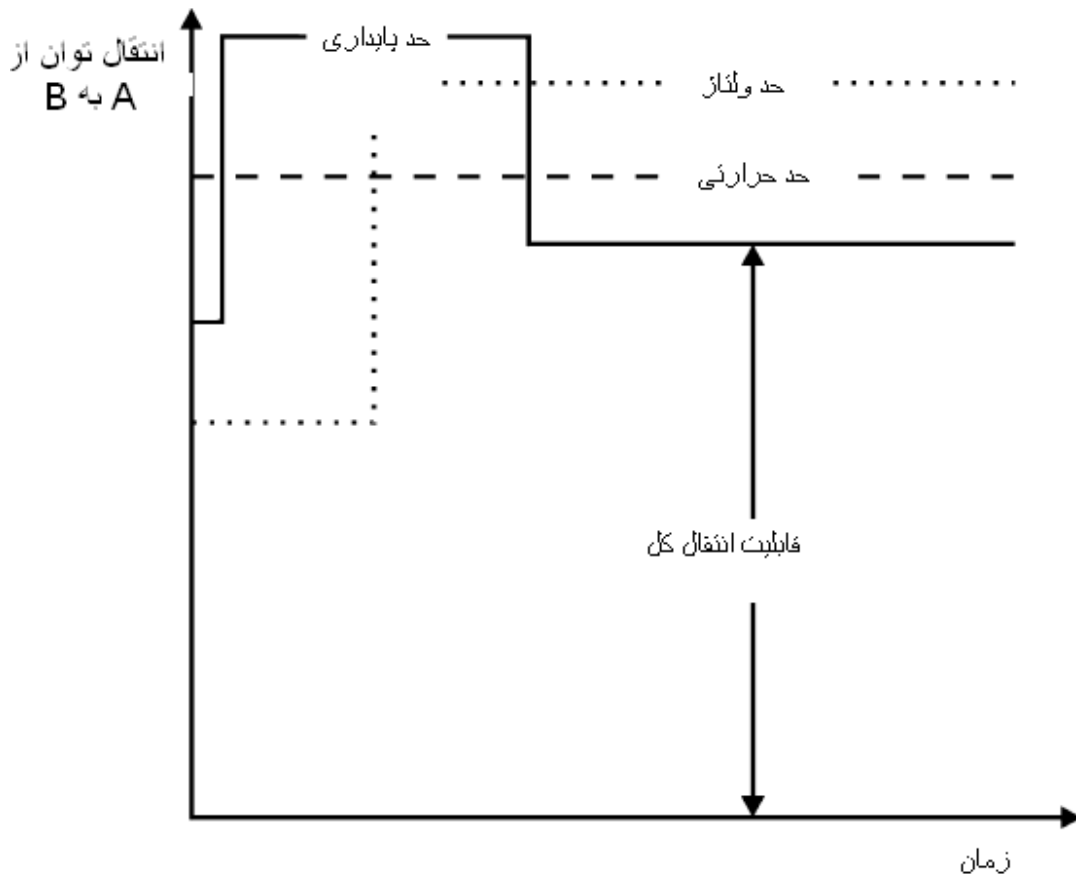 انتقال توان از
A به B
حد پایداری
حد ولتاژ
حد حرارتی
قابلیت انتقال کل
زمان